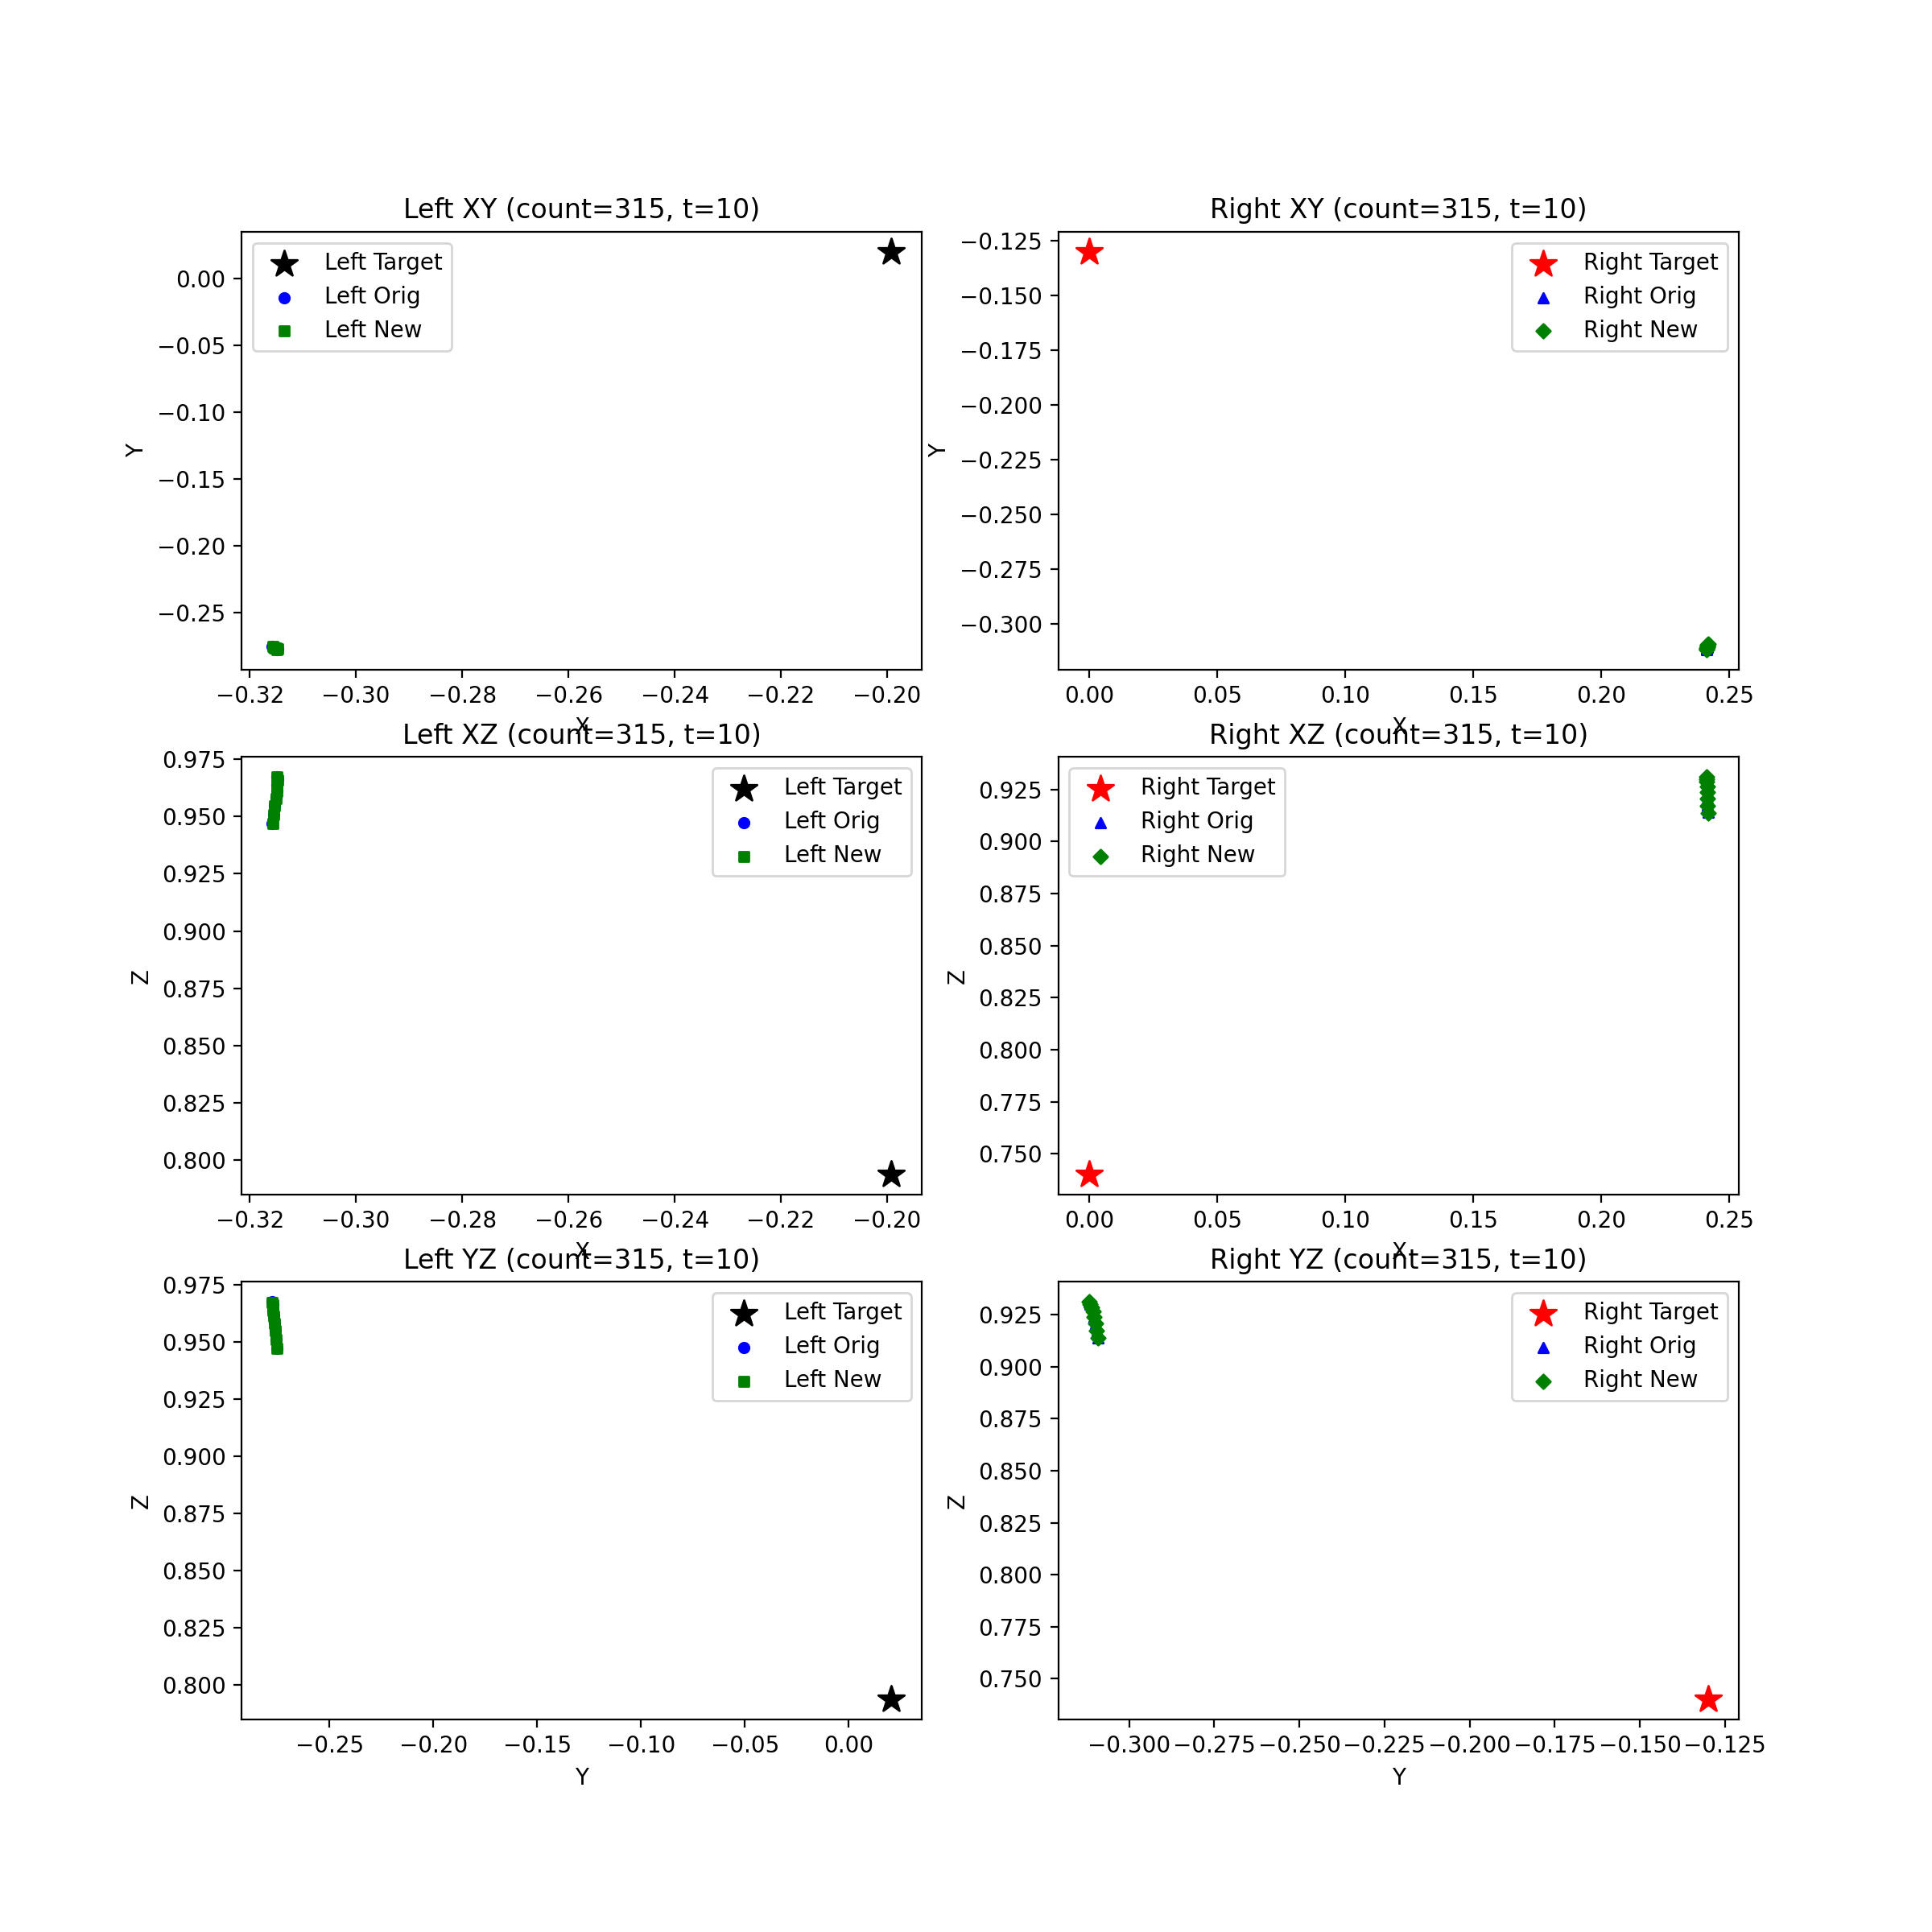 Left XY (count=315, t=10)
Left Target
Left Orig
Left New
0.00
−0.05
−0.10
−0.15
−0.20
−0.25
Y
−0.32
−0.30
−0.28
−0.26
−0.24
−0.22
−0.20
X
Right XY (count=315, t=10)
Right Target
Right Orig
Right New
−0.125
−0.150
−0.175
−0.200
−0.225
−0.250
−0.275
−0.300
Y
0.00
0.05
0.10
0.15
0.20
0.25
X
Left XZ (count=315, t=10)
Left Target
Left Orig
Left New
0.975
0.950
0.925
0.900
0.875
0.850
0.825
0.800
Z
−0.32
−0.30
−0.28
−0.26
−0.24
−0.22
−0.20
X
Right XZ (count=315, t=10)
Right Target
Right Orig
Right New
0.925
0.900
0.875
0.850
0.825
0.800
0.775
0.750
Z
0.00
0.05
0.10
0.15
0.20
0.25
X
Left YZ (count=315, t=10)
Left Target
Left Orig
Left New
0.975
0.950
0.925
0.900
0.875
0.850
0.825
0.800
Z
−0.25
−0.20
−0.15
−0.10
−0.05
0.00
Y
Right YZ (count=315, t=10)
Right Target
Right Orig
Right New
0.925
0.900
0.875
0.850
0.825
0.800
0.775
0.750
Z
−0.300
−0.275
−0.250
−0.225
−0.200
−0.175
−0.150
−0.125
Y